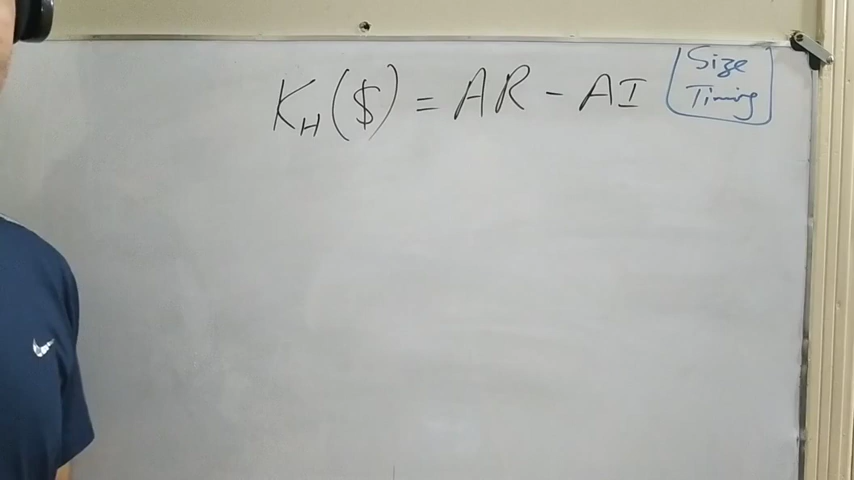 K_H($) = AR - AI
Size
Timing